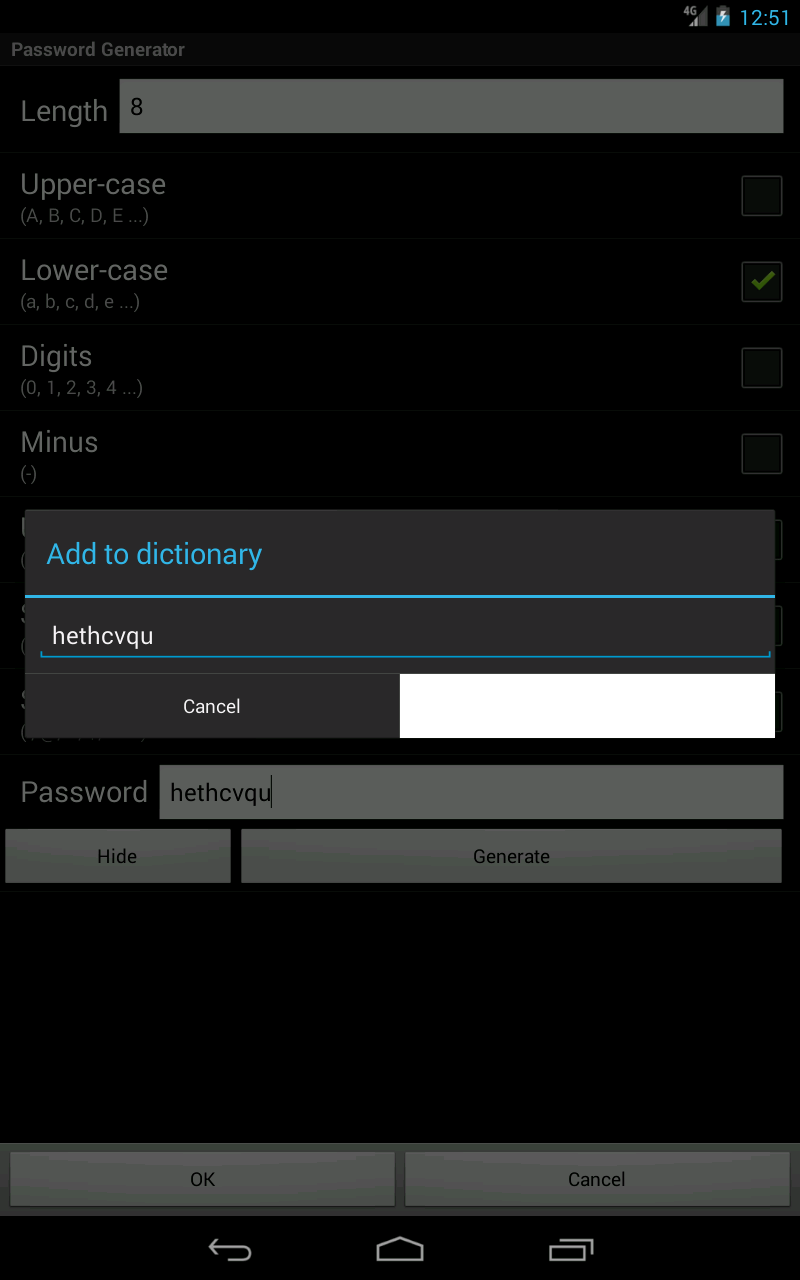 4G 12:51
Password Generator
Length 8
Upper-case
(A, B, C, D, E ...)
Lower-case
(a, b, c, d, e ...)
Digits
(0, 1, 2, 3, 4 ...)
Minus
(-)
Add to dictionary
hethcvqu
Cancel
Password hethcvqu
Hide Generate
OK Cancel